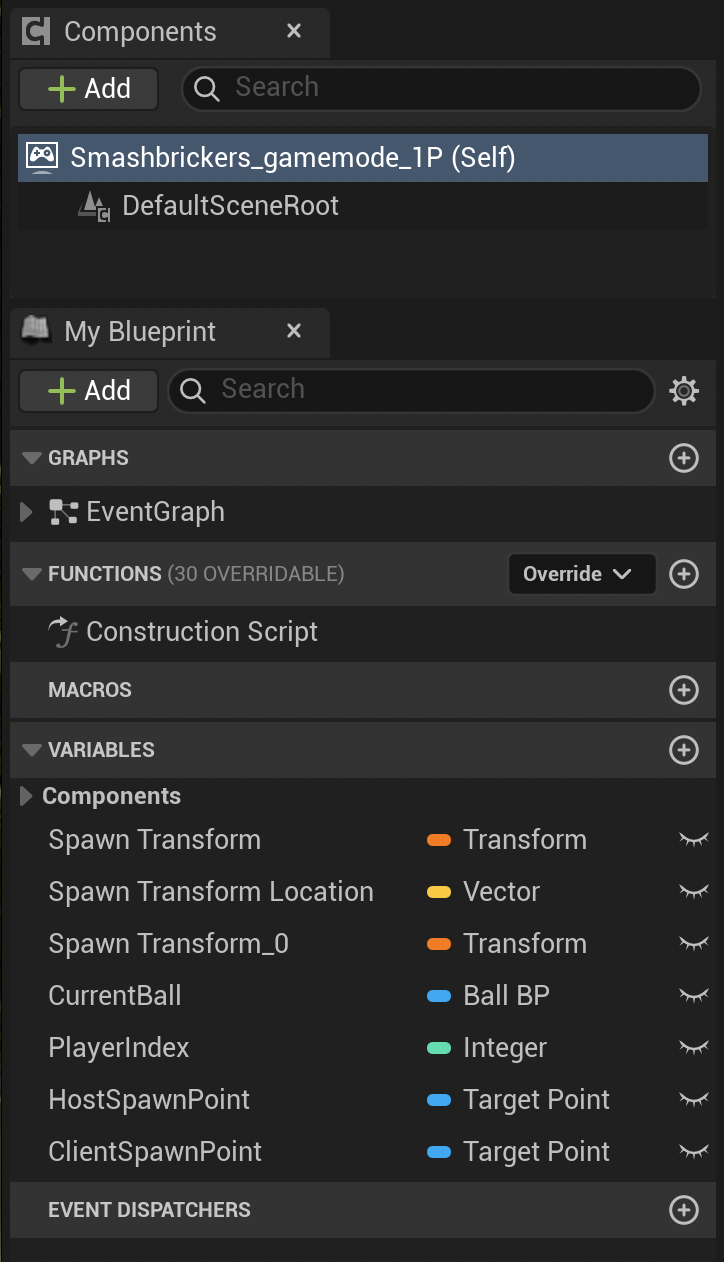 Components
Add
Search
Smashbrickers_gamemode_1P (Self)
DefaultSceneRoot
My Blueprint
Add
Search
GRAPHS
EventGraph
FUNCTIONS (30 OVERRIDABLE) Override
Construction Script
MACROS
VARIABLES
Components
Spawn Transform Transform
Spawn Transform Location Vector
Spawn Transform_0 Transform
CurrentBall Ball BP
PlayerIndex Integer
HostSpawnPoint Target Point
ClientSpawnPoint Target Point
EVENT DISPATCHERS